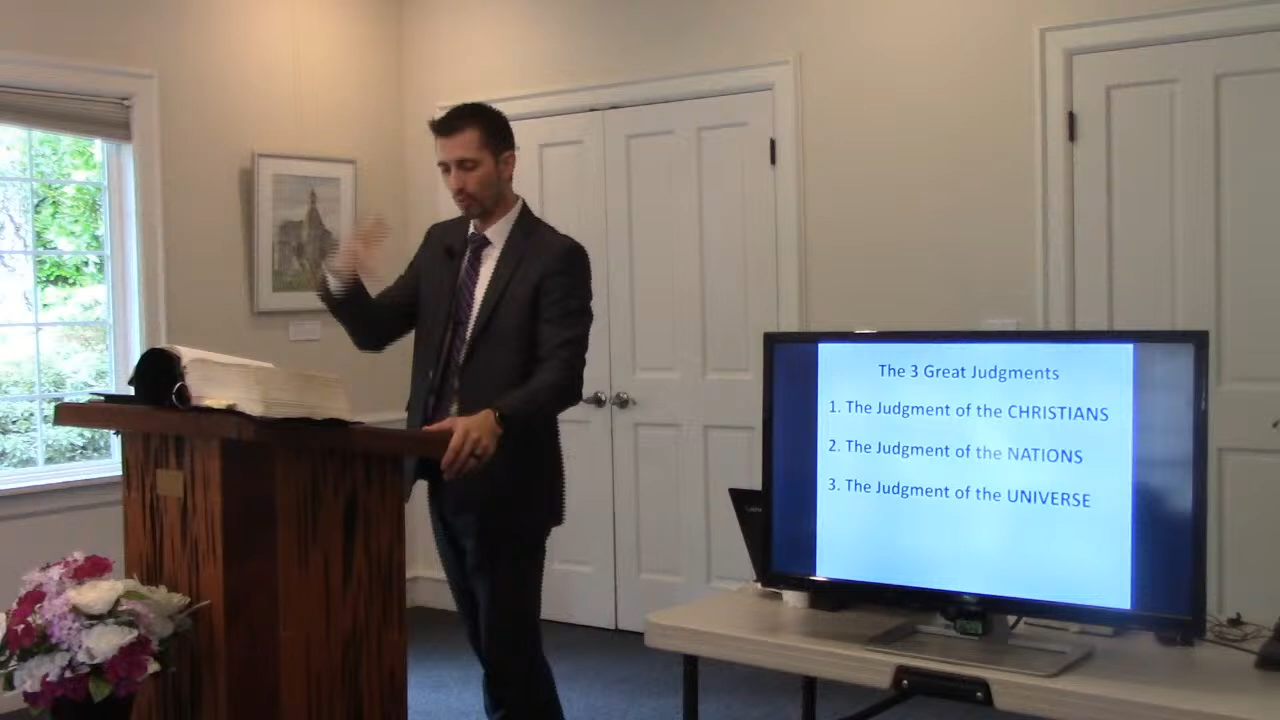 The 3 Great Judgments
1. The Judgment of the CHRISTIANS
2. The Judgment of the NATIONS
3. The Judgment of the UNIVERSE